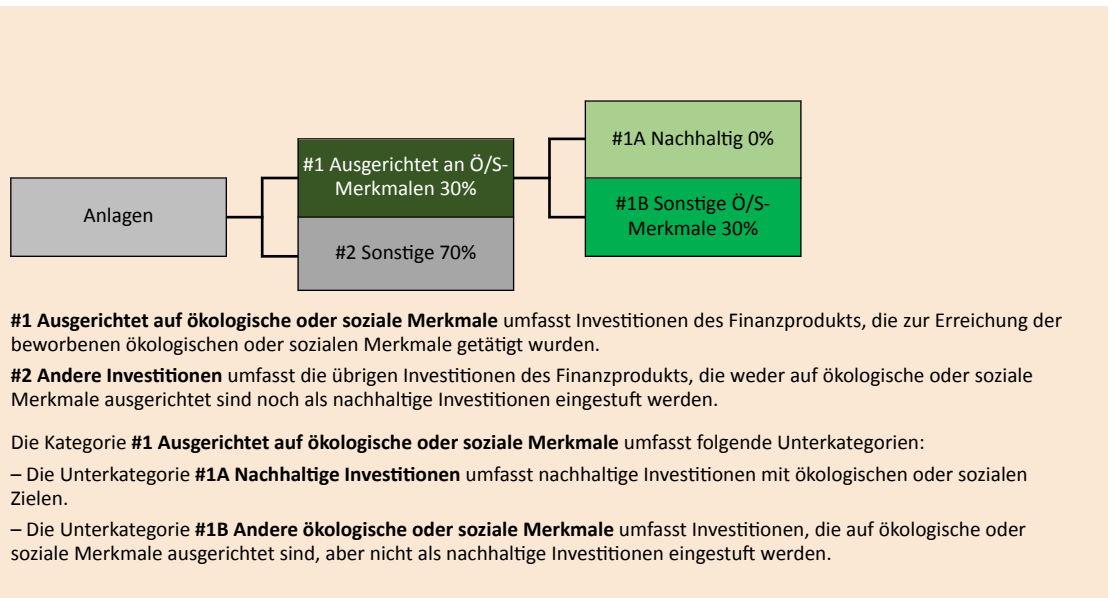 #1A Nachhaltig 0%
#1 Ausgerichtet an Ö/S-
Merkmalen 30%
Anlagen
#1B Sonstige Ö/S-
Merkmale 30%
#2 Sonstige 70%
#1 Ausgerichtet auf ökologische oder soziale Merkmale umfasst Investitionen des Finanzprodukts, die zur Erreichung der
beworbenen ökologischen oder sozialen Merkmale getätigt wurden.
#2 Andere Investitionen umfasst die übrigen Investitionen des Finanzprodukts, die weder auf ökologische oder soziale
Merkmale ausgerichtet sind noch als nachhaltige Investitionen eingestuft werden.
Die Kategorie #1 Ausgerichtet auf ökologische oder soziale Merkmale umfasst folgende Unterkategorien:
– Die Unterkategorie #1A Nachhaltige Investitionen umfasst nachhaltige Investitionen mit ökologischen oder sozialen
Zielen.
– Die Unterkategorie #1B Andere ökologische oder soziale Merkmale umfasst Investitionen, die auf ökologische oder
soziale Merkmale ausgerichtet sind, aber nicht als nachhaltige Investitionen eingestuft werden.